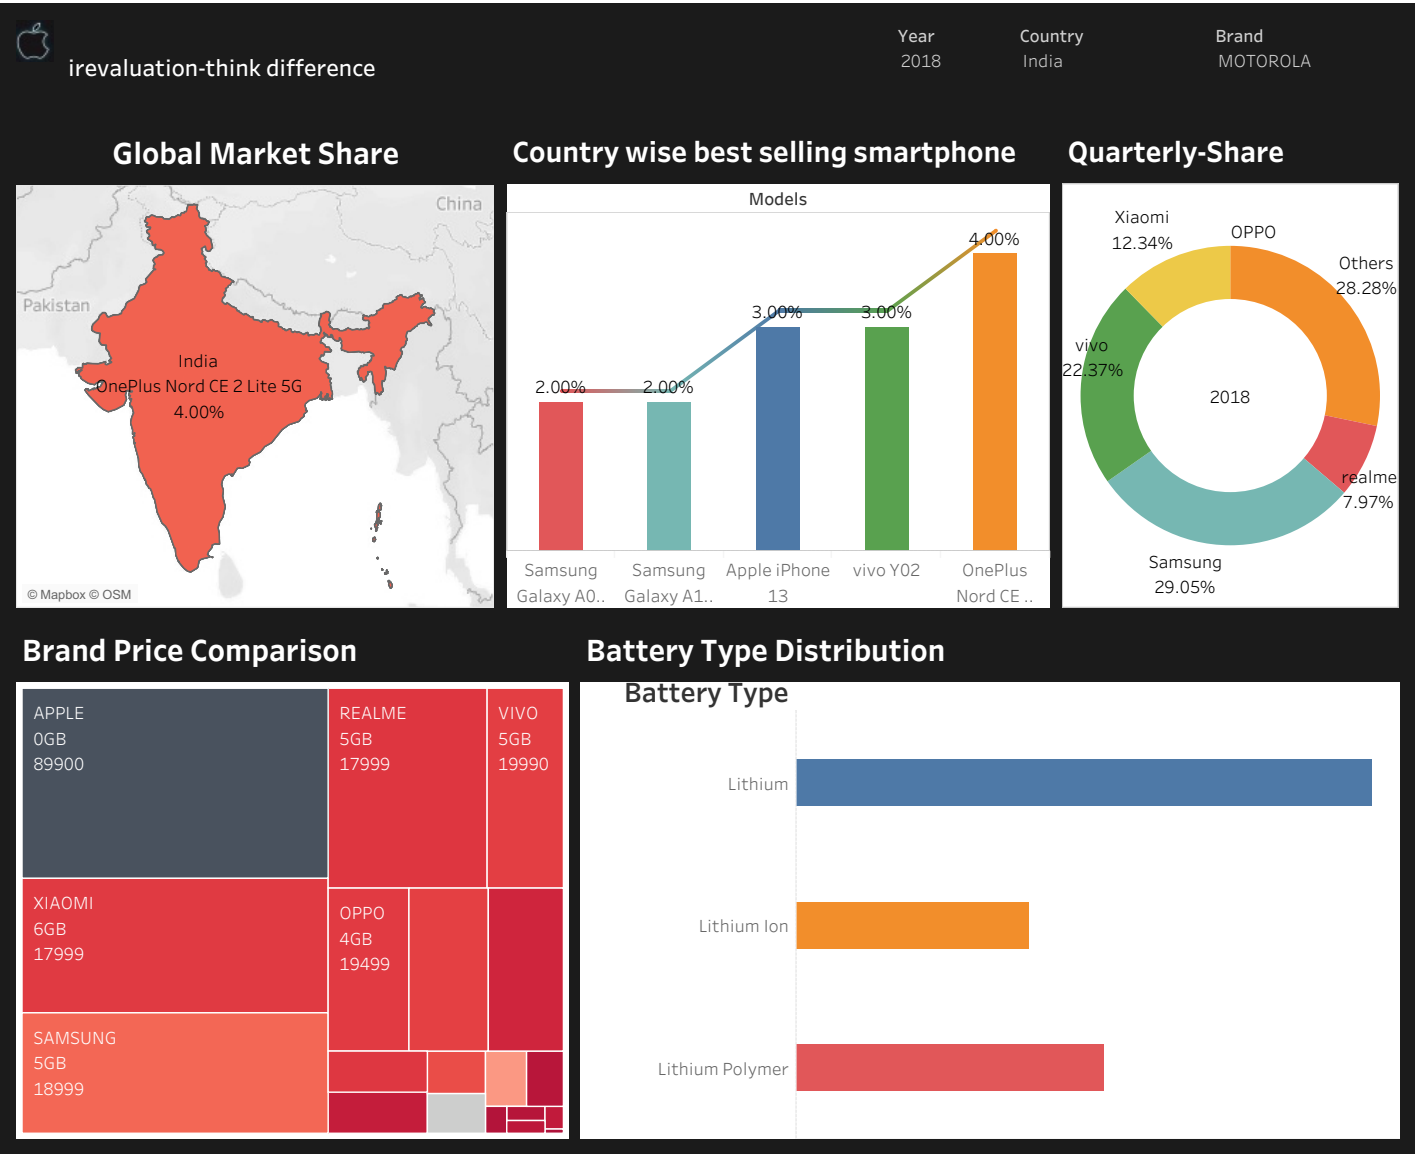 irevaluation-think difference
Year
2018
Country
India
Brand
MOTOROLA
Global Market Share
China
Pakistan
India
OnePlus Nord CE 2 Lite 5G
4.00%
© Mapbox © OSM
Country wise best selling smartphone
Models
2.00%
2.00%
3.00%
3.00%
4.00%
Samsung
Galaxy A0..
Samsung
Galaxy A1..
Apple iPhone
13
vivo Y02
OnePlus
Nord CE ..
Quarterly-Share
Xiaomi
12.34%
OPPO
Others
28.28%
vivo
22.37%
2018
realme
7.97%
Samsung
29.05%
Brand Price Comparison
APPLE
0GB
89900
REALME
5GB
17999
VIVO
5GB
19990
XIAOMI
6GB
17999
OPPO
4GB
19499
SAMSUNG
5GB
18999
Battery Type Distribution
Battery Type
Lithium
Lithium Ion
Lithium Polymer